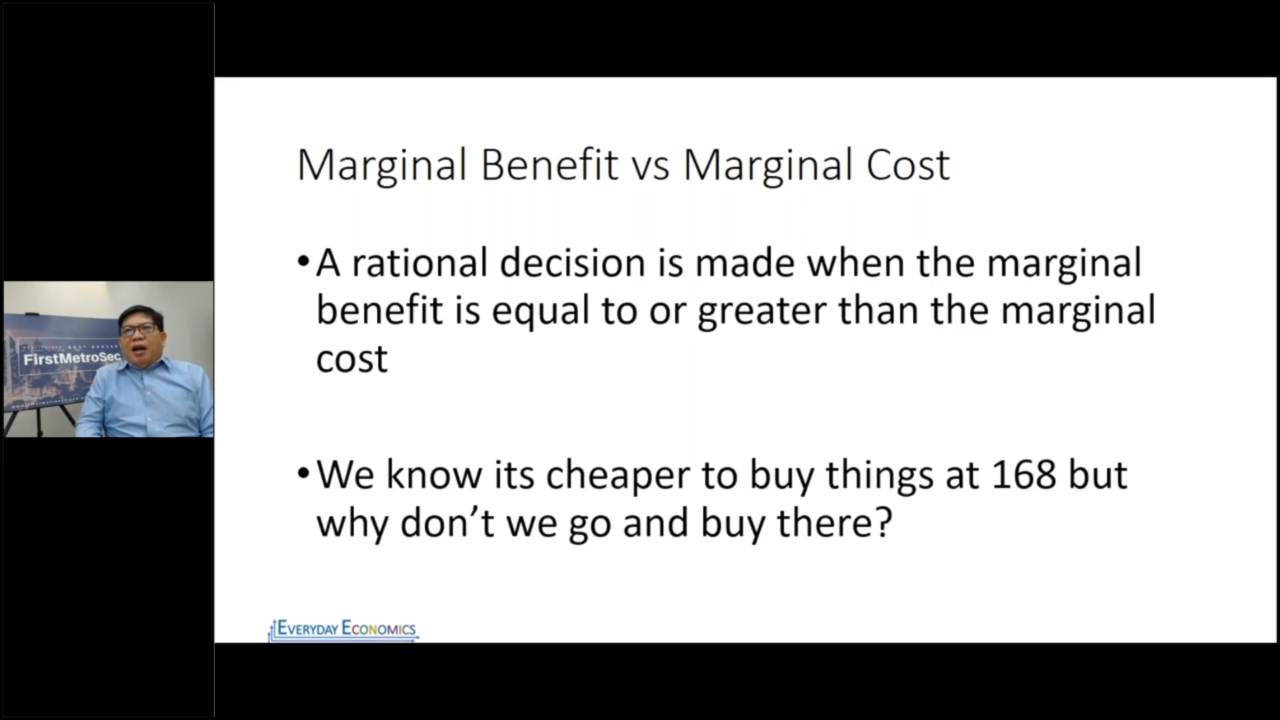 Marginal Benefit vs Marginal Cost
•A rational decision is made when the marginal
benefit is equal to or greater than the marginal
cost
•We know its cheaper to buy things at 168 but
why don’t we go and buy there?
FirstMetroSec
EVERYDAY ECONOMICS